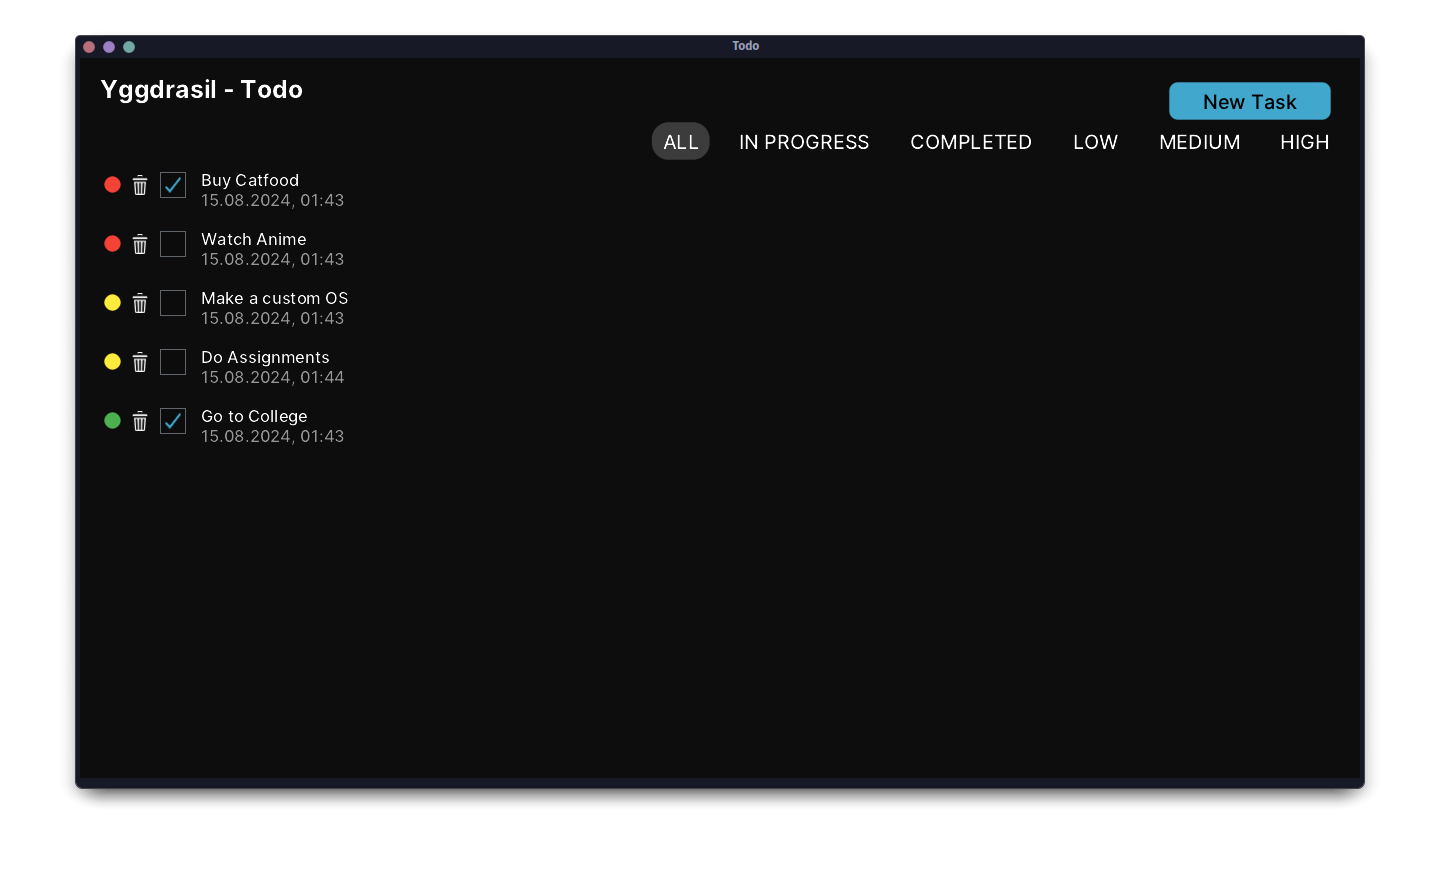 Todo
Yggdrasil - Todo
New Task
ALL IN PROGRESS COMPLETED LOW MEDIUM HIGH
Buy Catfood
15.08.2024, 01:43
Watch Anime
15.08.2024, 01:43
Make a custom OS
15.08.2024, 01:43
Do Assignments
15.08.2024, 01:44
Go to College
15.08.2024, 01:43